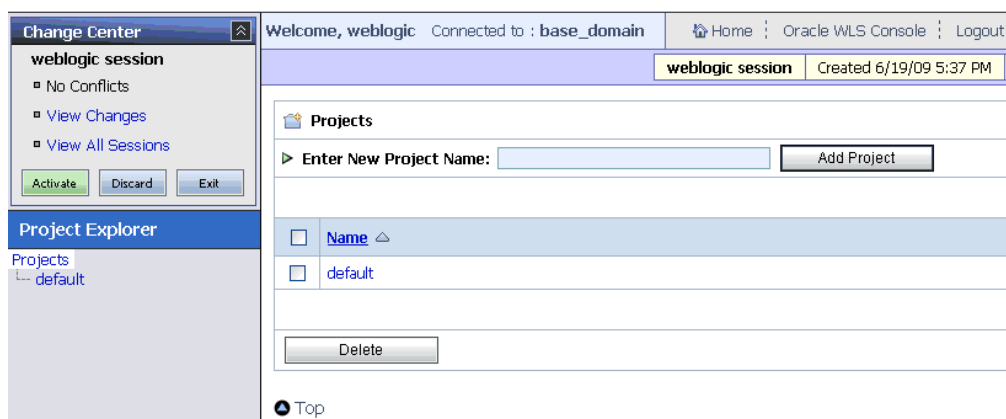 Change Center
weblogic session
No Conflicts
View Changes
View All Sessions
Activate Discard Exit
Project Explorer
Projects
default
Welcome, weblogic Connected to : base_domain Home Oracle WLS Console Logout
weblogic session Created 6/19/09 5:37 PM
Projects
Enter New Project Name: Add Project
Name
default
Delete
Top